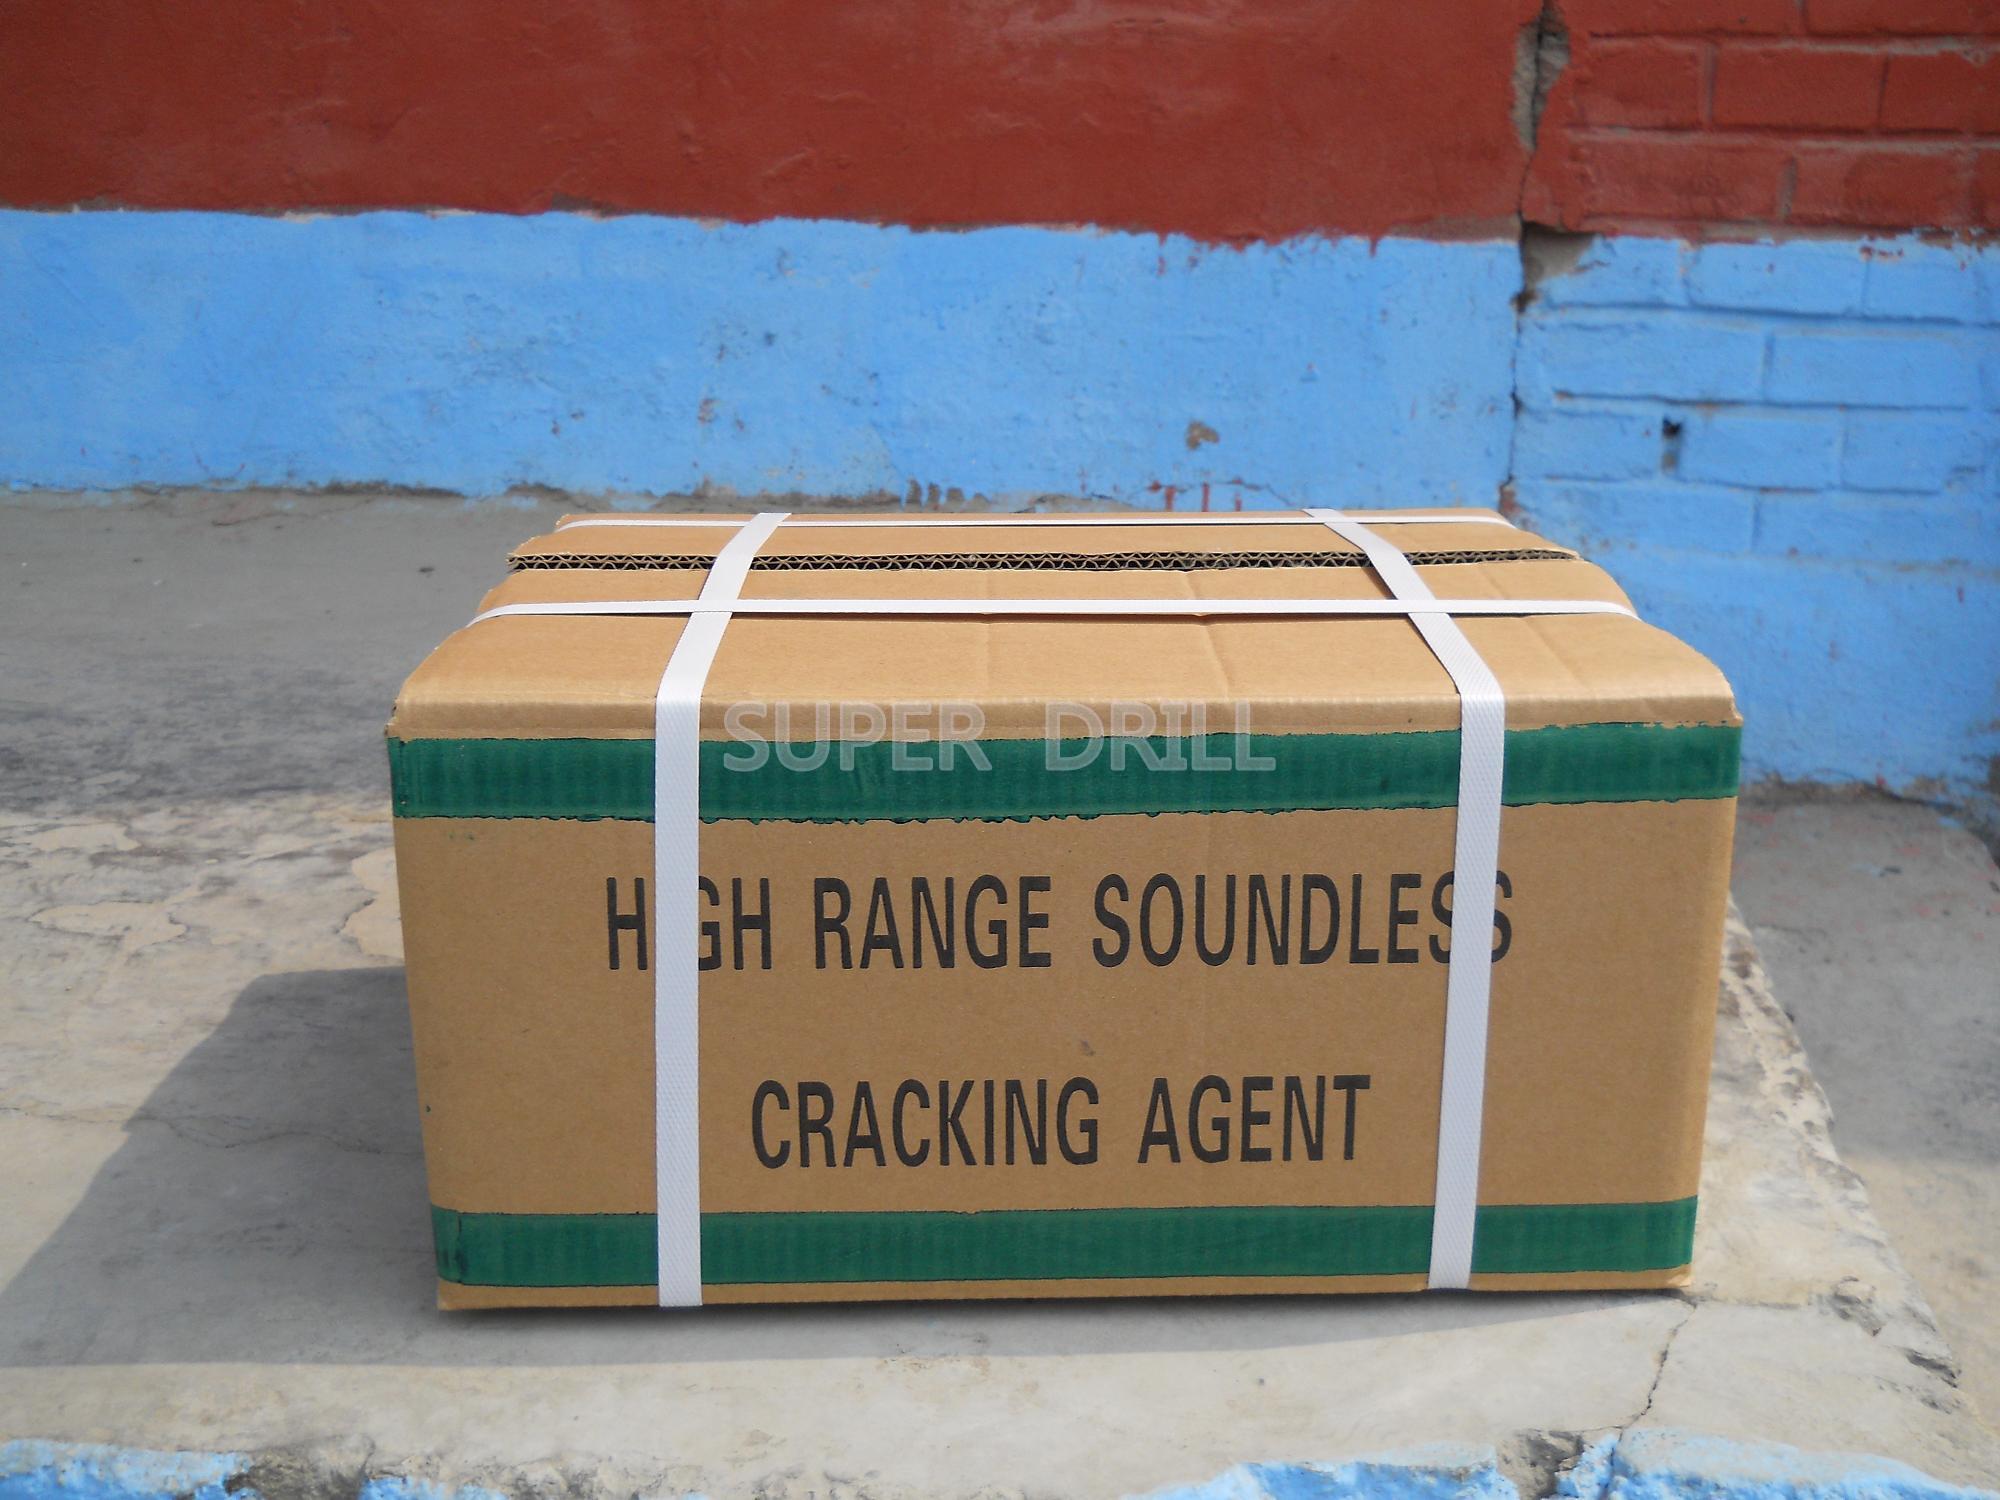 SUPER DRILL
HIGH RANGE SOUNDLESS
CRACKING AGENT